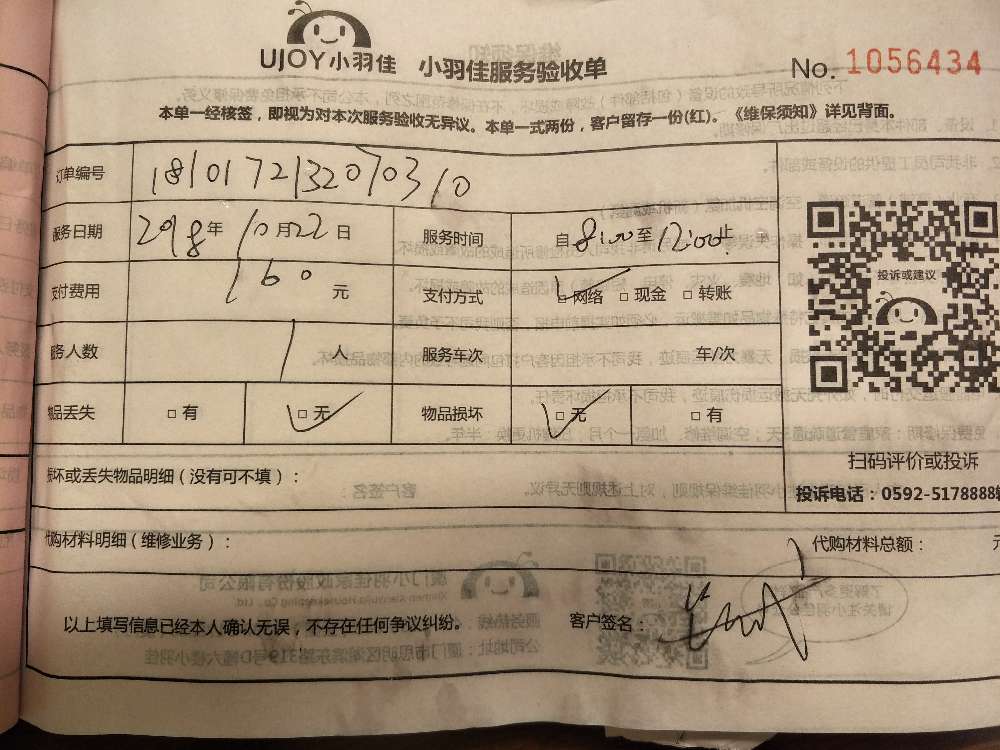 UJOY小羽佳 小羽佳服务验收单 No. 1056434
本单一经核签，即视为对本次服务验收无异议。本单一式两份，客户留存一份(红)。《维保须知》详见背面。
订单编号 1810172132070310
服务日期 2018年10月22日 服务时间 自8:00至12:00止
支付费用 160元 支付方式 □网络 □现金 □转账
务人数 1人 服务车次 车/次
物品丢失 □有 □无 物品损坏 □无 □有
投诉或建议
扫码评价或投诉
投诉电话：0592-5178888
损坏或丢失物品明细（没有可不填）：
代购材料明细（维修业务）： 代购材料总额： 元
以上填写信息已经本人确认无误，不存在任何争议纠纷。 客户签名：